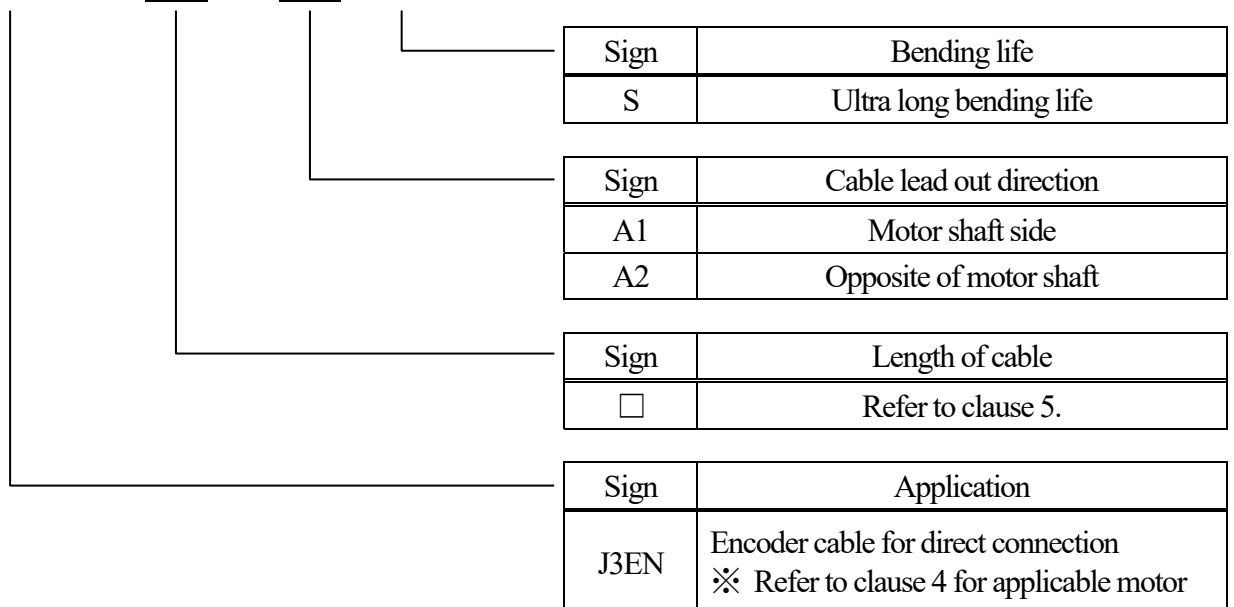 Sign Bending life
S Ultra long bending life
Sign Cable lead out direction
A1 Motor shaft side
A2 Opposite of motor shaft
Sign Length of cable
□ Refer to clause 5.
Sign Application
J3EN Encoder cable for direct connection
※ Refer to clause 4 for applicable motor